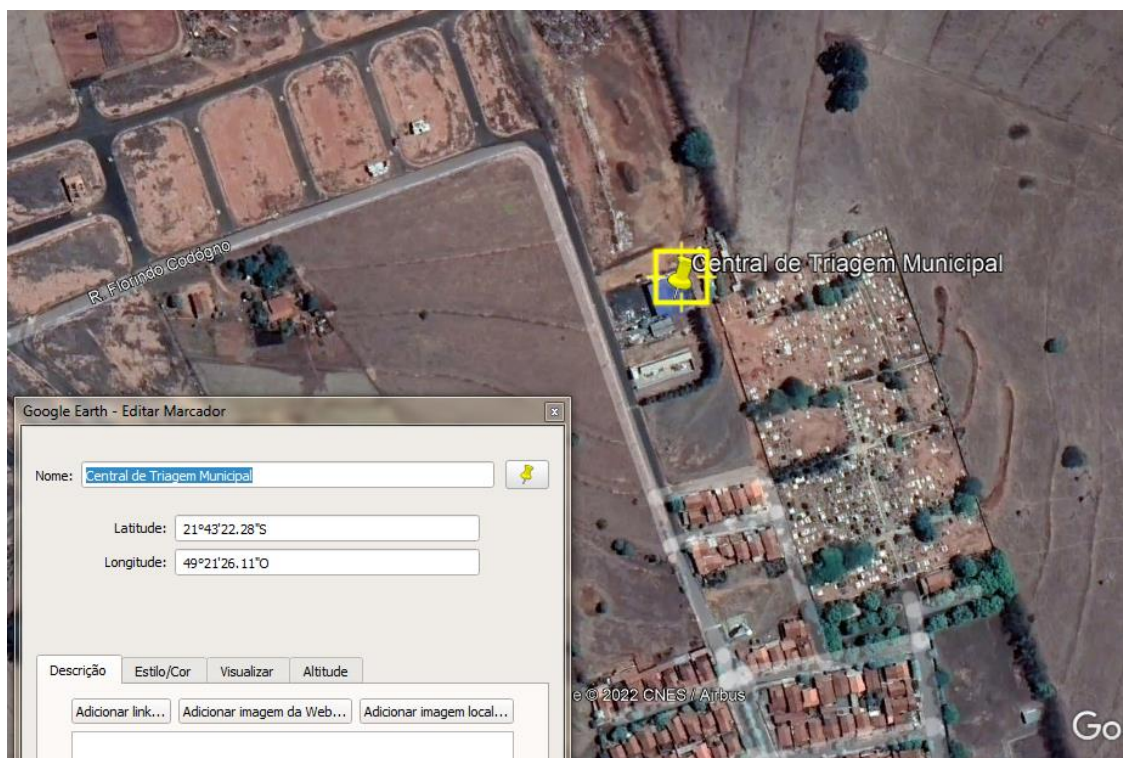 R. Florindo Codógno
Central de Triagem Municipal
Google Earth - Editar Marcador
Nome: Central de Triagem Municipal
Latitude: 21°43'22.28"S
Longitude: 49°21'26.11"O
Descrição Estilo/Cor Visualizar Altitude
Adicionar link... Adicionar imagem da Web... Adicionar imagem local...
e © 2022 CNES / Airbus
Go